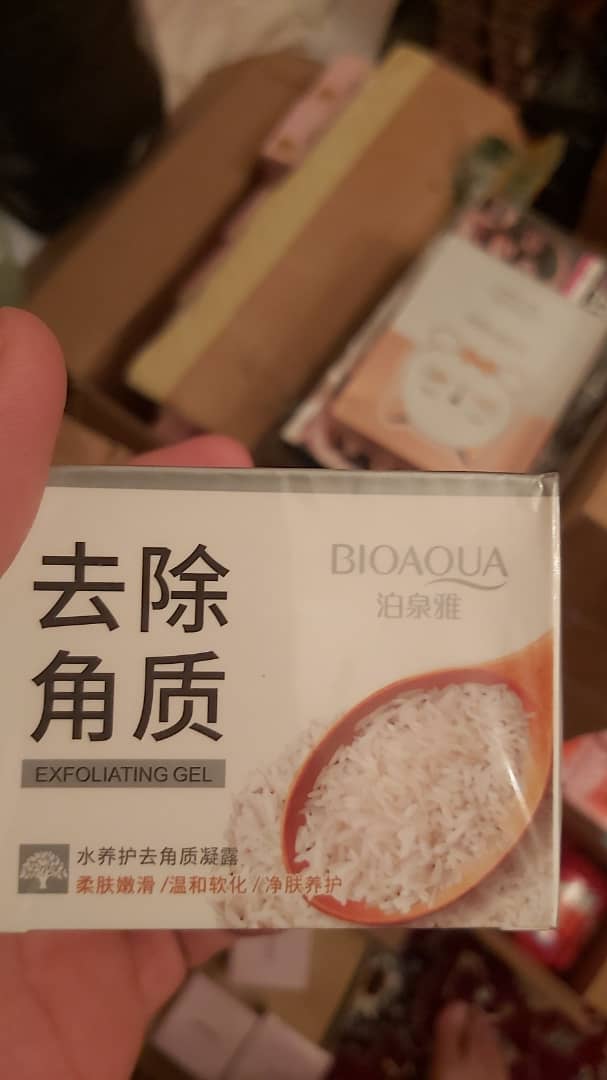 去除
角质
EXFOLIATING GEL
BIOAQUA
泊泉雅
水养护去角质凝露
柔肤嫩滑 /温和软化 / 净肤养护